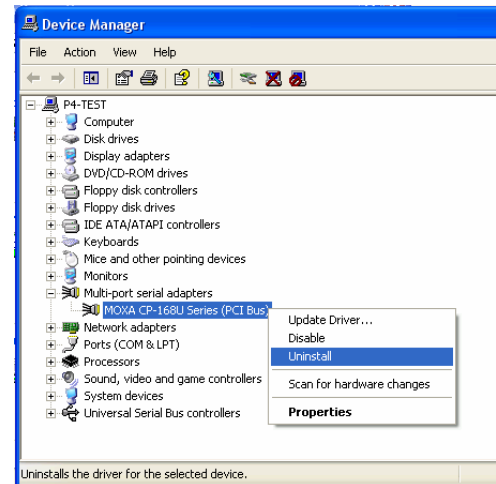 Device Manager
File Action View Help
P4-TEST
Computer
Disk drives
Display adapters
DVD/CD-ROM drives
Floppy disk controllers
Floppy disk drives
IDE ATA/ATAPI controllers
Keyboards
Mice and other pointing devices
Monitors
Multi-port serial adapters
MOXA CP-168U Series (PCI Bus)
Network adapters
Ports (COM & LPT)
Processors
Sound, video and game controllers
System devices
Universal Serial Bus controllers
Update Driver...
Disable
Uninstall
Scan for hardware changes
Properties
Uninstalls the driver for the selected device.